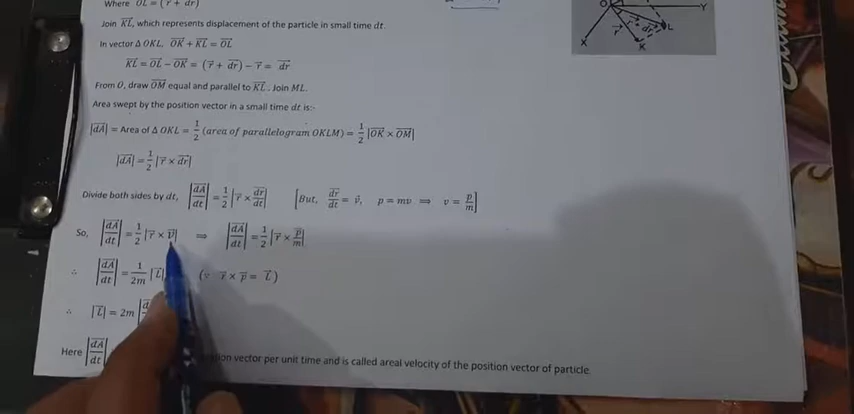 Where OL⃗ = (r⃗ + dr⃗)
Join KL⃗, which represents displacement of the particle in small time dt.
In vector Δ OKL, OK⃗ + KL⃗ = OL⃗
KL⃗ = OL⃗ − OK⃗ = (r⃗ + dr⃗) − r⃗ = dr⃗
From O, draw OM⃗ equal and parallel to KL⃗. Join ML.
Area swept by the position vector in a small time dt is:-
|dA⃗| = Area of Δ OKL = 1/2 (area of parallelogram OKLM) = 1/2 |OK⃗ × OM⃗|
|dA⃗| = 1/2 |r⃗ × dr⃗|
Divide both sides by dt, |dA⃗/dt| = 1/2 |r⃗ × dr⃗/dt| [But, dr⃗/dt = v⃗, p = mv ⟹ v = p/m]
So, |dA⃗/dt| = 1/2 |r⃗ × v⃗| ⟹ |dA⃗/dt| = 1/2 |r⃗ × p⃗/m|
∴ |dA⃗/dt| = 1/2m |L⃗| (∵ r⃗ × p⃗ = L⃗)
∴ |L⃗| = 2m
Here |dA⃗/dt| vector per unit time and is called areal velocity of the position vector of particle.
O
Y
L
r⃗ + dr⃗
r⃗
X
K